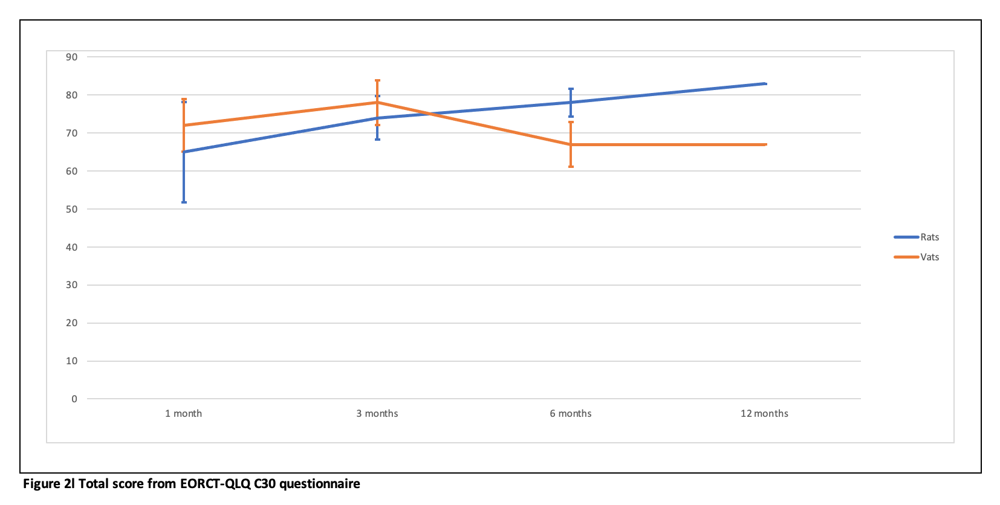 90
80
70
60
50
40
30
20
10
0
1 month 3 months 6 months 12 months
Rats
Vats
Figure 2l Total score from EORCT-QLQ C30 questionnaire